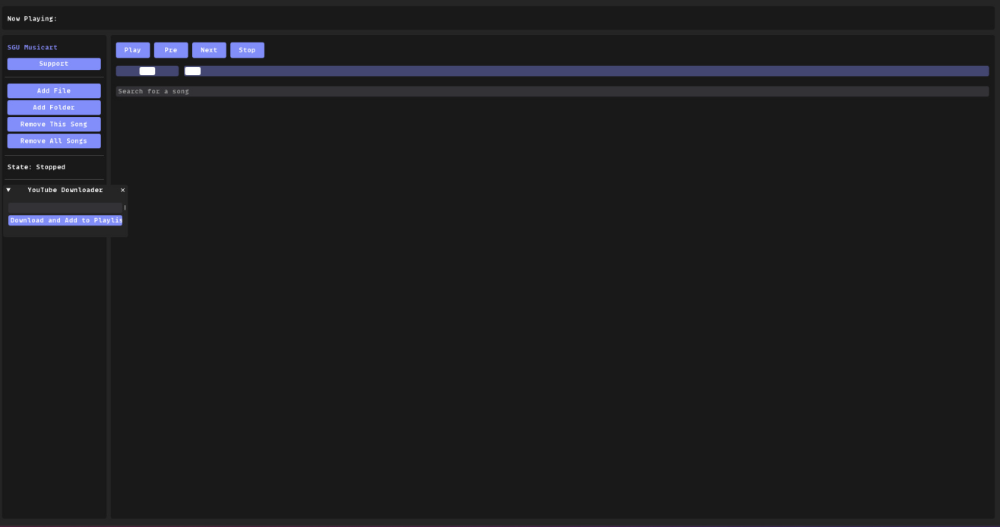 Now Playing:
SGU Musicart
Support
Add File
Add Folder
Remove This Song
Remove All Songs
State: Stopped
YouTube Downloader
Download and Add to Playlis
Play Pre Next Stop
Search for a song